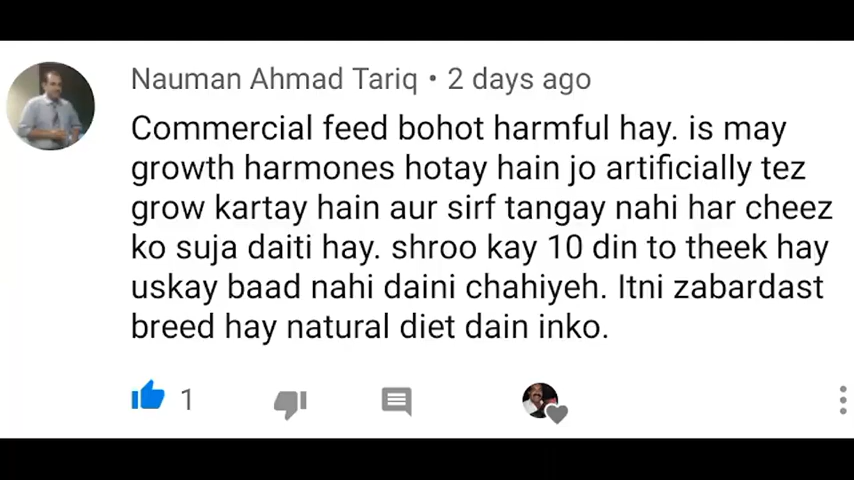 Nauman Ahmad Tariq • 2 days ago
Commercial feed bohot harmful hay. is may
growth harmones hotay hain jo artificially tez
grow kartay hain aur sirf tangay nahi har cheez
ko suja daiti hay. shroo kay 10 din to theek hay
uskay baad nahi daini chahiyeh. Itni zabardast
breed hay natural diet dain inko.
1